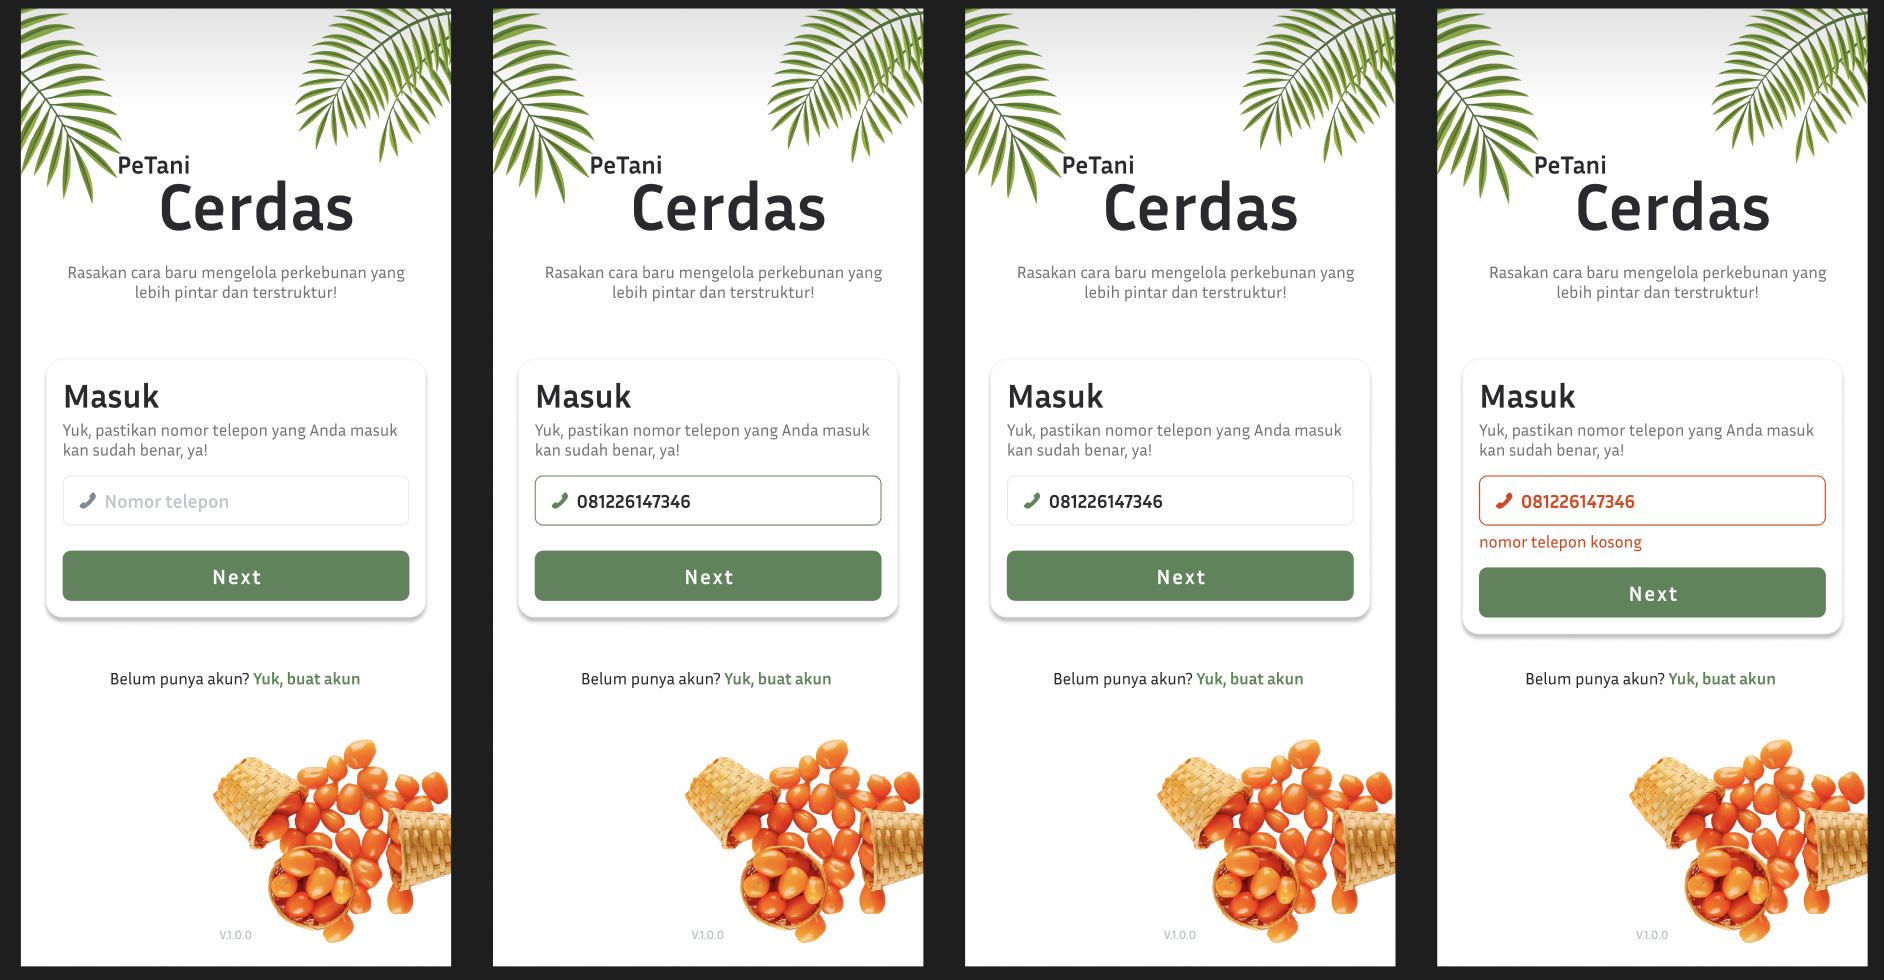 PeTani
Cerdas
Rasakan cara baru mengelola perkebunan yang
lebih pintar dan terstruktur!
Masuk
Yuk, pastikan nomor telepon yang Anda masuk
kan sudah benar, ya!
Nomor telepon
Next
Belum punya akun? Yuk, buat akun
V.1.0.0
PeTani
Cerdas
Rasakan cara baru mengelola perkebunan yang
lebih pintar dan terstruktur!
Masuk
Yuk, pastikan nomor telepon yang Anda masuk
kan sudah benar, ya!
081226147346
Next
Belum punya akun? Yuk, buat akun
V.1.0.0
PeTani
Cerdas
Rasakan cara baru mengelola perkebunan yang
lebih pintar dan terstruktur!
Masuk
Yuk, pastikan nomor telepon yang Anda masuk
kan sudah benar, ya!
081226147346
Next
Belum punya akun? Yuk, buat akun
V.1.0.0
PeTani
Cerdas
Rasakan cara baru mengelola perkebunan yang
lebih pintar dan terstruktur!
Masuk
Yuk, pastikan nomor telepon yang Anda masuk
kan sudah benar, ya!
081226147346
nomor telepon kosong
Next
Belum punya akun? Yuk, buat akun
V.1.0.0